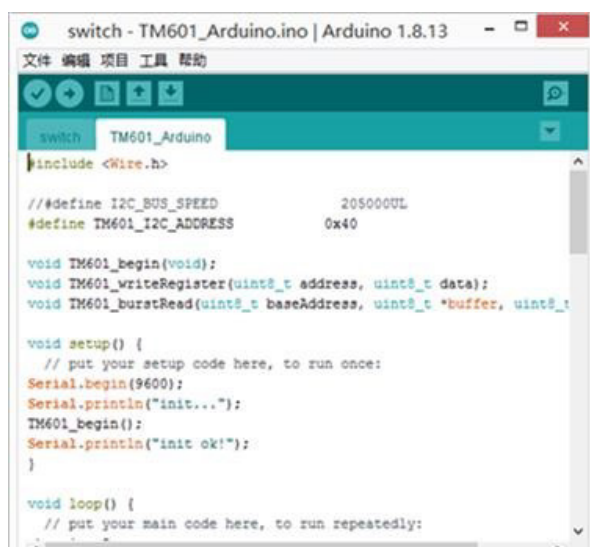 switch - TM601_Arduino.ino | Arduino 1.8.13
文件 编辑 项目 工具 帮助
switch TM601_Arduino
#include <Wire.h>
//#define I2C_BUS_SPEED 205000UL
#define TM601_I2C_ADDRESS 0x40
void TM601_begin(void);
void TM601_writeRegister(uint8_t address, uint8_t data);
void TM601_burstRead(uint8_t baseAddress, uint8_t *buffer, uint8_t
void setup() {
// put your setup code here, to run once:
Serial.begin(9600);
Serial.println("init...");
TM601_begin();
Serial.println("init ok!");
}
void loop() {
// put your main code here, to run repeatedly: